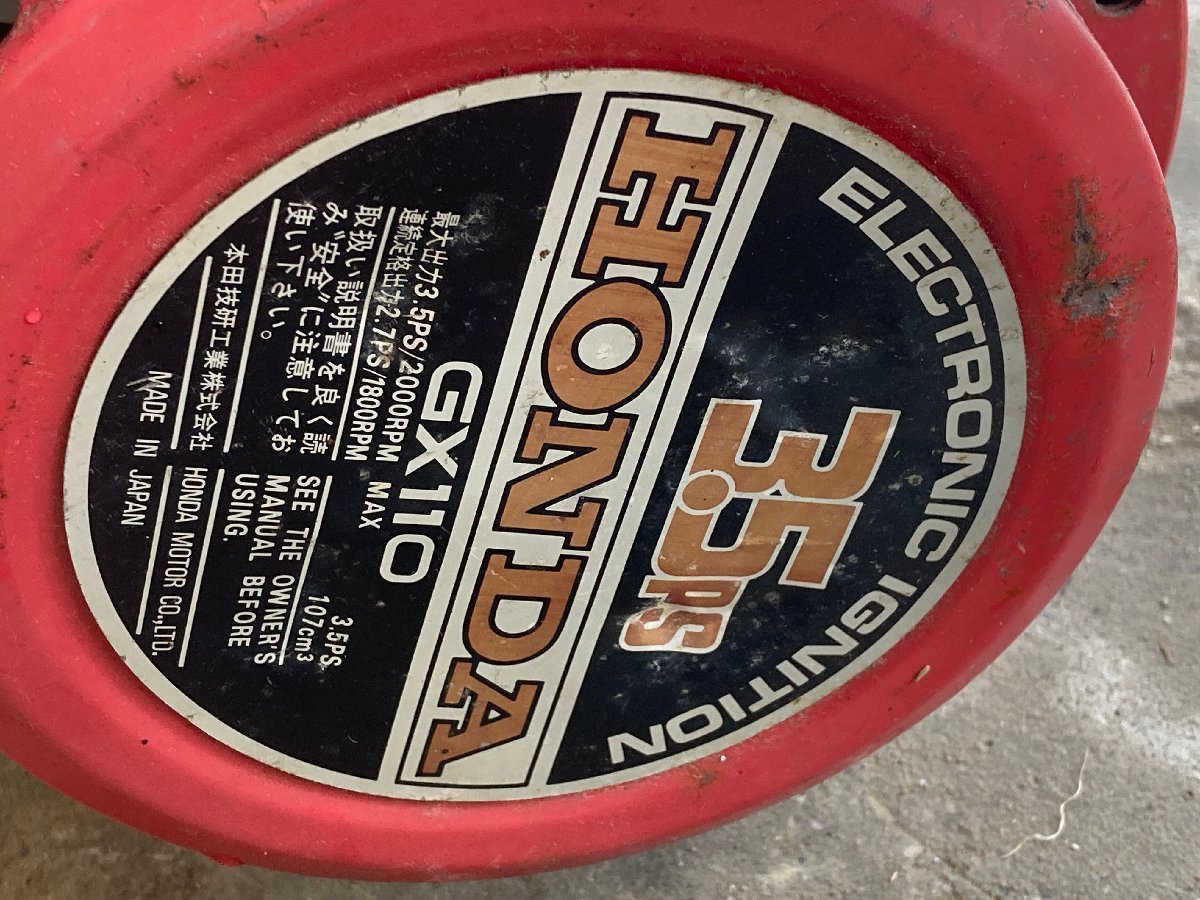 ELECTRONIC IGNITION
3.5PS
HONDA
GX110
最大出力3.5PS/2000RPM MAX
連続定格出力2.7PS/1800RPM
3.5PS
107cm3
取扱い説明書を良く読
み“安全”に注意してお
使い下さい。
SEE THE OWNER'S
MANUAL BEFORE
USING.
本田技研工業株式会社
HONDA MOTOR CO.,LTD.
MADE IN JAPAN